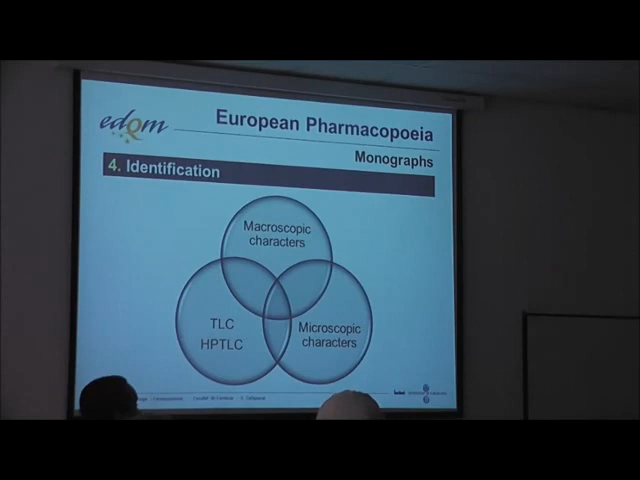 edQm
European Pharmacopoeia
Monographs
4. Identification
Macroscopic
characters
TLC
HPTLC
Microscopic
characters